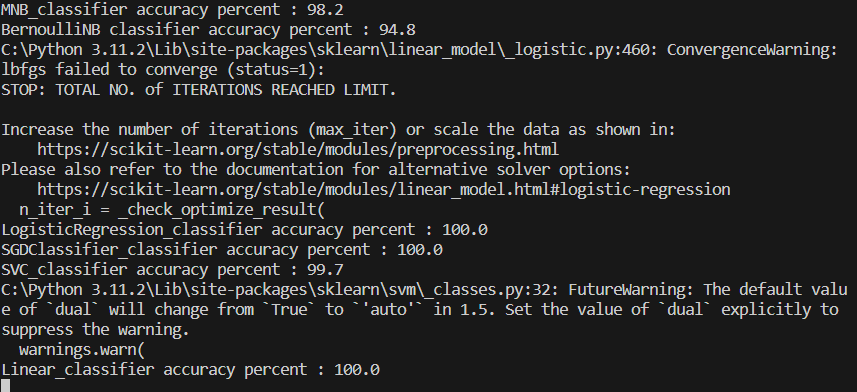 MNB_classifier accuracy percent : 98.2
BernoulliNB classifier accuracy percent : 94.8
C:\Python 3.11.2\Lib\site-packages\sklearn\linear_model\_logistic.py:460: ConvergenceWarning:
lbfgs failed to converge (status=1):
STOP: TOTAL NO. of ITERATIONS REACHED LIMIT.
Increase the number of iterations (max_iter) or scale the data as shown in:
    https://scikit-learn.org/stable/modules/preprocessing.html
Please also refer to the documentation for alternative solver options:
    https://scikit-learn.org/stable/modules/linear_model.html#logistic-regression
  n_iter_i = _check_optimize_result(
LogisticRegression_classifier accuracy percent : 100.0
SGDClassifier_classifier accuracy percent : 100.0
SVC_classifier accuracy percent : 99.7
C:\Python 3.11.2\Lib\site-packages\sklearn\svm\_classes.py:32: FutureWarning: The default valu
e of `dual` will change from `True` to `'auto'` in 1.5. Set the value of `dual` explicitly to
suppress the warning.
  warnings.warn(
Linear_classifier accuracy percent : 100.0